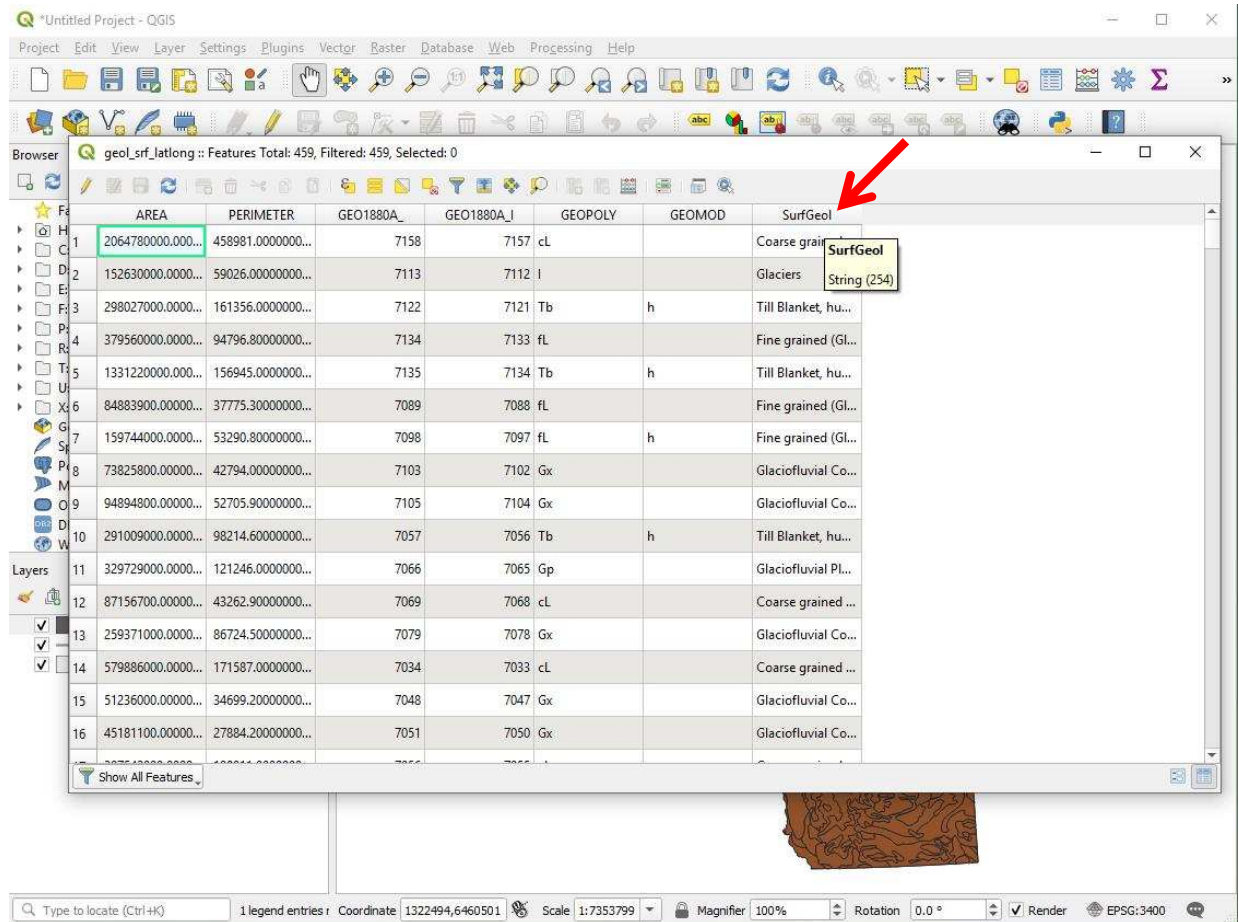 *Untitled Project - QGIS
Project Edit View Layer Settings Plugins Vector Raster Database Web Processing Help
Browser
geol_srf_latlong :: Features Total: 459, Filtered: 459, Selected: 0
AREA PERIMETER GEO1880A_ GEO1880A_I GEOPOLY GEOMOD SurfGeol
1 2064780000.000... 458981.0000000... 7158 7157 cL Coarse grain
SurfGeol
String (254)
2 152630000.0000... 59026.00000000... 7113 7112 I Glaciers
3 298027000.0000... 161356.0000000... 7122 7121 Tb h Till Blanket, hu...
4 379560000.0000... 94796.80000000... 7134 7133 fL Fine grained (Gl...
5 1331220000.000... 156945.0000000... 7135 7134 Tb h Till Blanket, hu...
6 84883900.00000... 37775.30000000... 7089 7088 fL Fine grained (Gl...
7 159744000.0000... 53290.80000000... 7098 7097 fL h Fine grained (Gl...
8 73825800.00000... 42794.00000000... 7103 7102 Gx Glaciofluvial Co...
9 94894800.00000... 52705.90000000... 7105 7104 Gx Glaciofluvial Co...
10 291009000.0000... 98214.60000000... 7057 7056 Tb h Till Blanket, hu...
11 329729000.0000... 121246.0000000... 7066 7065 Gp Glaciofluvial Pl...
12 87156700.00000... 43262.90000000... 7069 7068 cL Coarse grained ...
13 259371000.0000... 86724.50000000... 7079 7078 Gx Glaciofluvial Co...
14 579886000.0000... 171587.0000000... 7034 7033 cL Coarse grained ...
15 51236000.00000... 34699.20000000... 7048 7047 Gx Glaciofluvial Co...
16 45181100.00000... 27884.20000000... 7051 7050 Gx Glaciofluvial Co...
Layers
Show All Features
Type to locate (Ctrl+K) 1 legend entries r Coordinate 1322494,6460501 Scale 1:7353799 Magnifier 100% Rotation 0.0 ° Render EPSG:3400